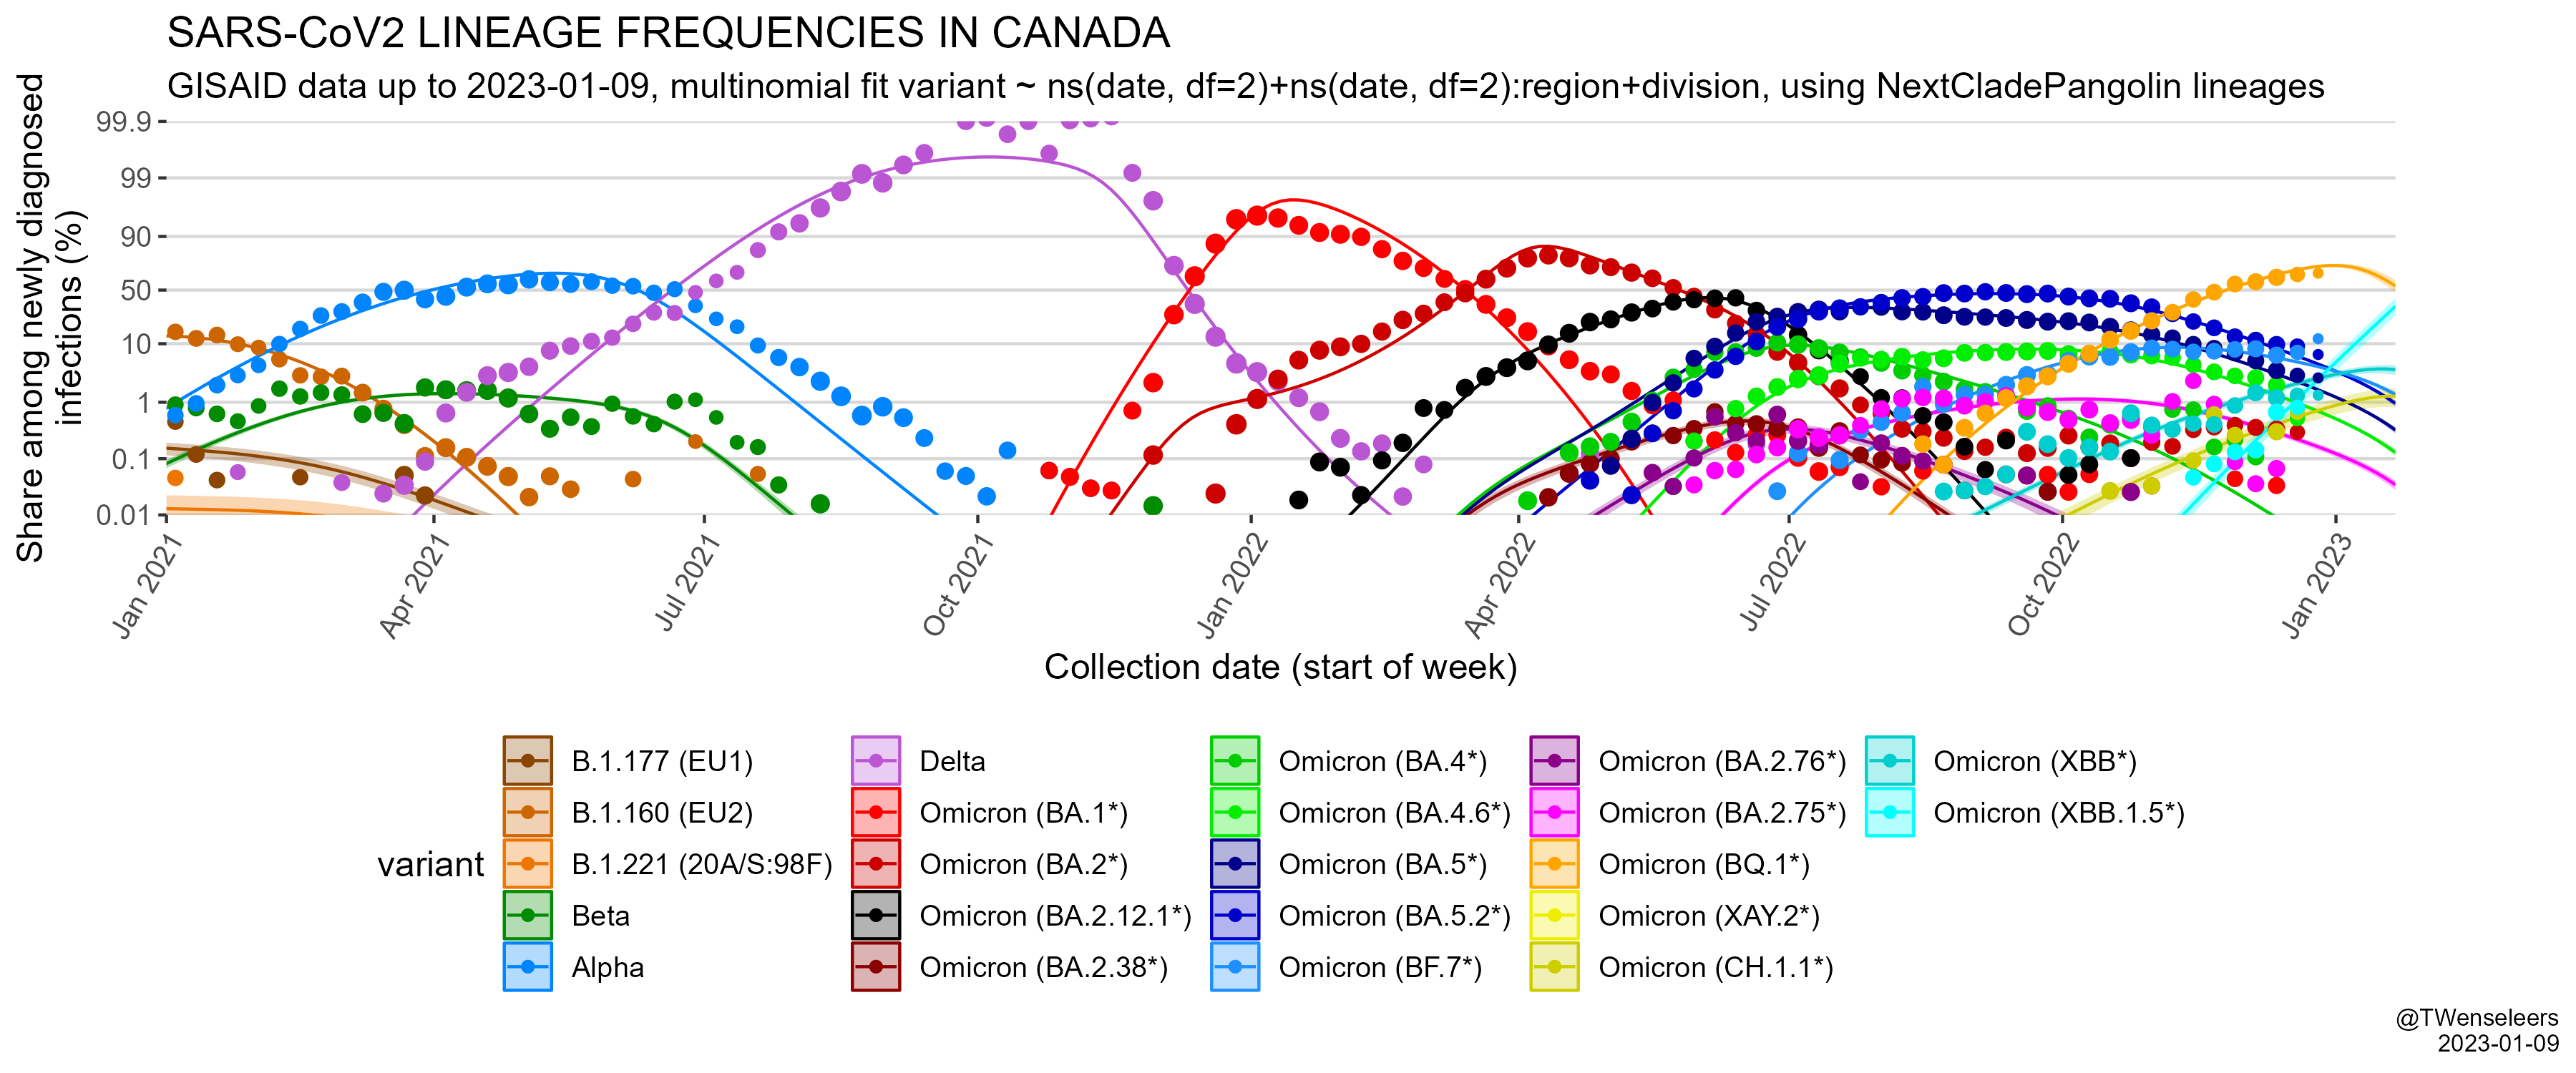 SARS-CoV2 LINEAGE FREQUENCIES IN CANADA
GISAID data up to 2023-01-09, multinomial fit variant ~ ns(date, df=2)+ns(date, df=2):region+division, using NextCladePangolin lineages
Share among newly diagnosed
infections (%)
99.9
99
90
50
10
1
0.1
0.01
Jan 2021
Apr 2021
Jul 2021
Oct 2021
Jan 2022
Apr 2022
Jul 2022
Oct 2022
Jan 2023
Collection date (start of week)
variant
B.1.177 (EU1)
B.1.160 (EU2)
B.1.221 (20A/S:98F)
Beta
Alpha
Delta
Omicron (BA.1*)
Omicron (BA.2*)
Omicron (BA.2.12.1*)
Omicron (BA.2.38*)
Omicron (BA.4*)
Omicron (BA.4.6*)
Omicron (BA.5*)
Omicron (BA.5.2*)
Omicron (BF.7*)
Omicron (BA.2.76*)
Omicron (BA.2.75*)
Omicron (BQ.1*)
Omicron (XAY.2*)
Omicron (CH.1.1*)
Omicron (XBB*)
Omicron (XBB.1.5*)
@TWenseleers
2023-01-09